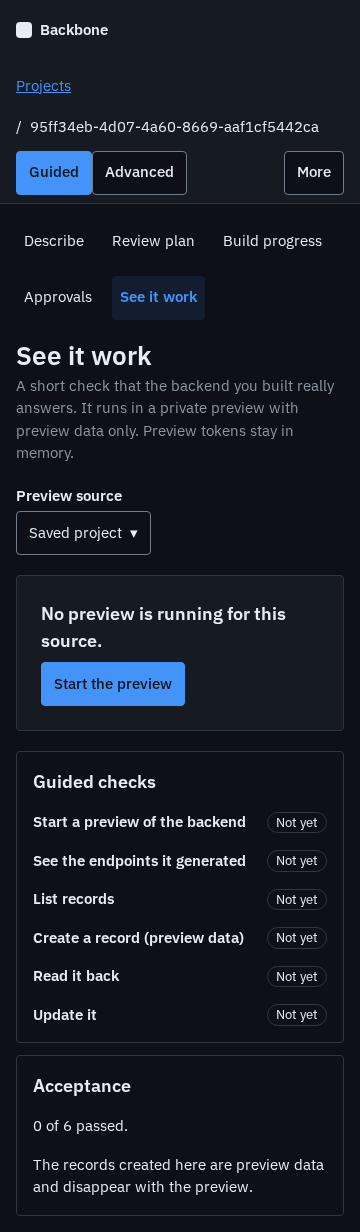 Backbone
Projects
/ 95ff34eb-4d07-4a60-8669-aaf1cf5442ca
Guided Advanced More
Describe Review plan Build progress
Approvals See it work
See it work
A short check that the backend you built really
answers. It runs in a private preview with
preview data only. Preview tokens stay in
memory.
Preview source
Saved project ▾
No preview is running for this
source.
Start the preview
Guided checks
Start a preview of the backend Not yet
See the endpoints it generated Not yet
List records Not yet
Create a record (preview data) Not yet
Read it back Not yet
Update it Not yet
Acceptance
0 of 6 passed.
The records created here are preview data
and disappear with the preview.